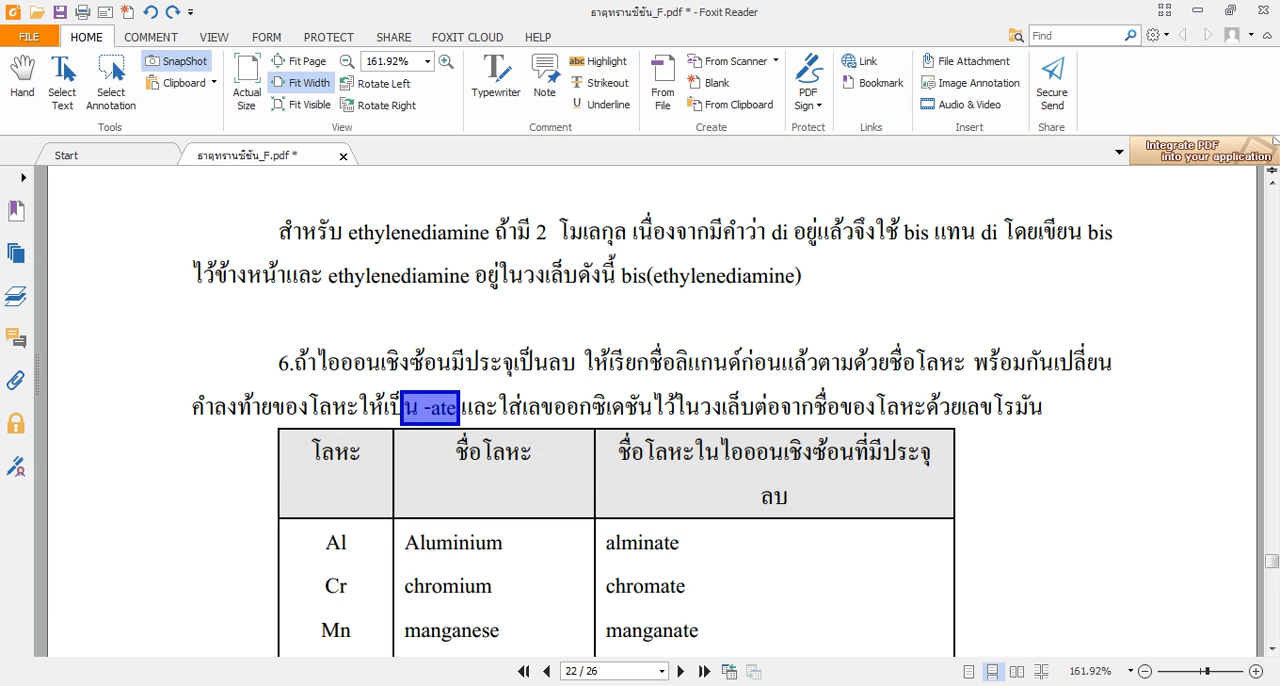 ธาตุทรานซิชัน_F.pdf * - Foxit Reader
FILE HOME COMMENT VIEW FORM PROTECT SHARE FOXIT CLOUD HELP Find
Hand
Select Text
Select Annotation
SnapShot
Clipboard
Tools
Actual Size
Fit Page
Fit Width
Fit Visible
161.92%
Rotate Left
Rotate Right
View
Typewriter
Note
Highlight
Strikeout
Underline
Comment
From File
From Scanner
Blank
From Clipboard
Create
PDF Sign
Protect
Link
Bookmark
Links
File Attachment
Image Annotation
Audio & Video
Insert
Secure Send
Share
Start
ธาตุทรานซิชัน_F.pdf *
Integrate PDF
into your application
สำหรับ ethylenediamine ถ้ามี 2 โมเลกุล เนื่องจากมีคำว่า di อยู่แล้วจึงใช้ bis แทน di โดยเขียน bis
ไว้ข้างหน้าและ ethylenediamine อยู่ในวงเล็บดังนี้ bis(ethylenediamine)
6.ถ้าไอออนเชิงซ้อนมีประจุเป็นลบ ให้เรียกชื่อลิแกนด์ก่อนแล้วตามด้วยชื่อโลหะ พร้อมกันเปลี่ยน
คำลงท้ายของโลหะให้เป็น -ate และใส่เลขออกซิเดชันไว้ในวงเล็บต่อจากชื่อของโลหะด้วยเลขโรมัน
โลหะ ชื่อโลหะ ชื่อโลหะในไอออนเชิงซ้อนที่มีประจุ
ลบ
Al Aluminium alminate
Cr chromium chromate
Mn manganese manganate
22 / 26
161.92%